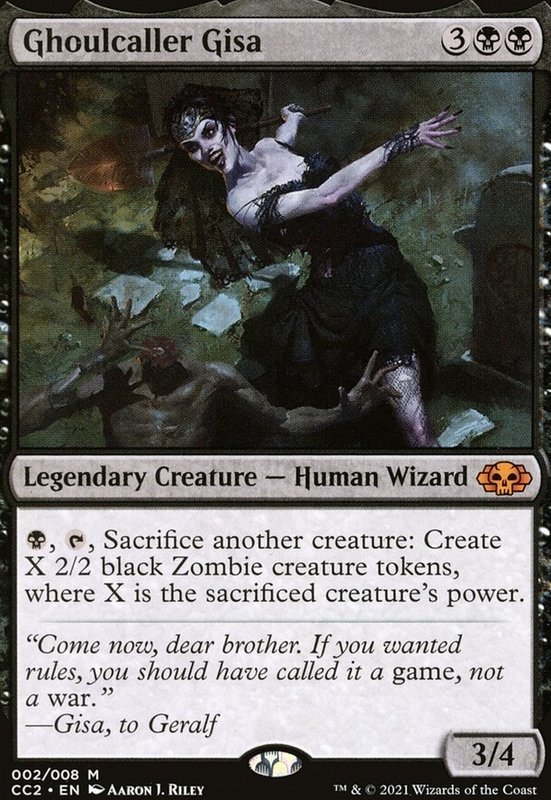 Ghoulcaller Gisa 3
Legendary Creature — Human Wizard
, , Sacrifice another creature: Create
X 2/2 black Zombie creature tokens,
where X is the sacrificed creature's power.
“Come now, dear brother. If you wanted
rules, you should have called it a game, not
a war.”
—Gisa, to Geralf
3/4
002/008 M
CC2 • EN Aaron J. Riley
™ & © 2021 Wizards of the Coast